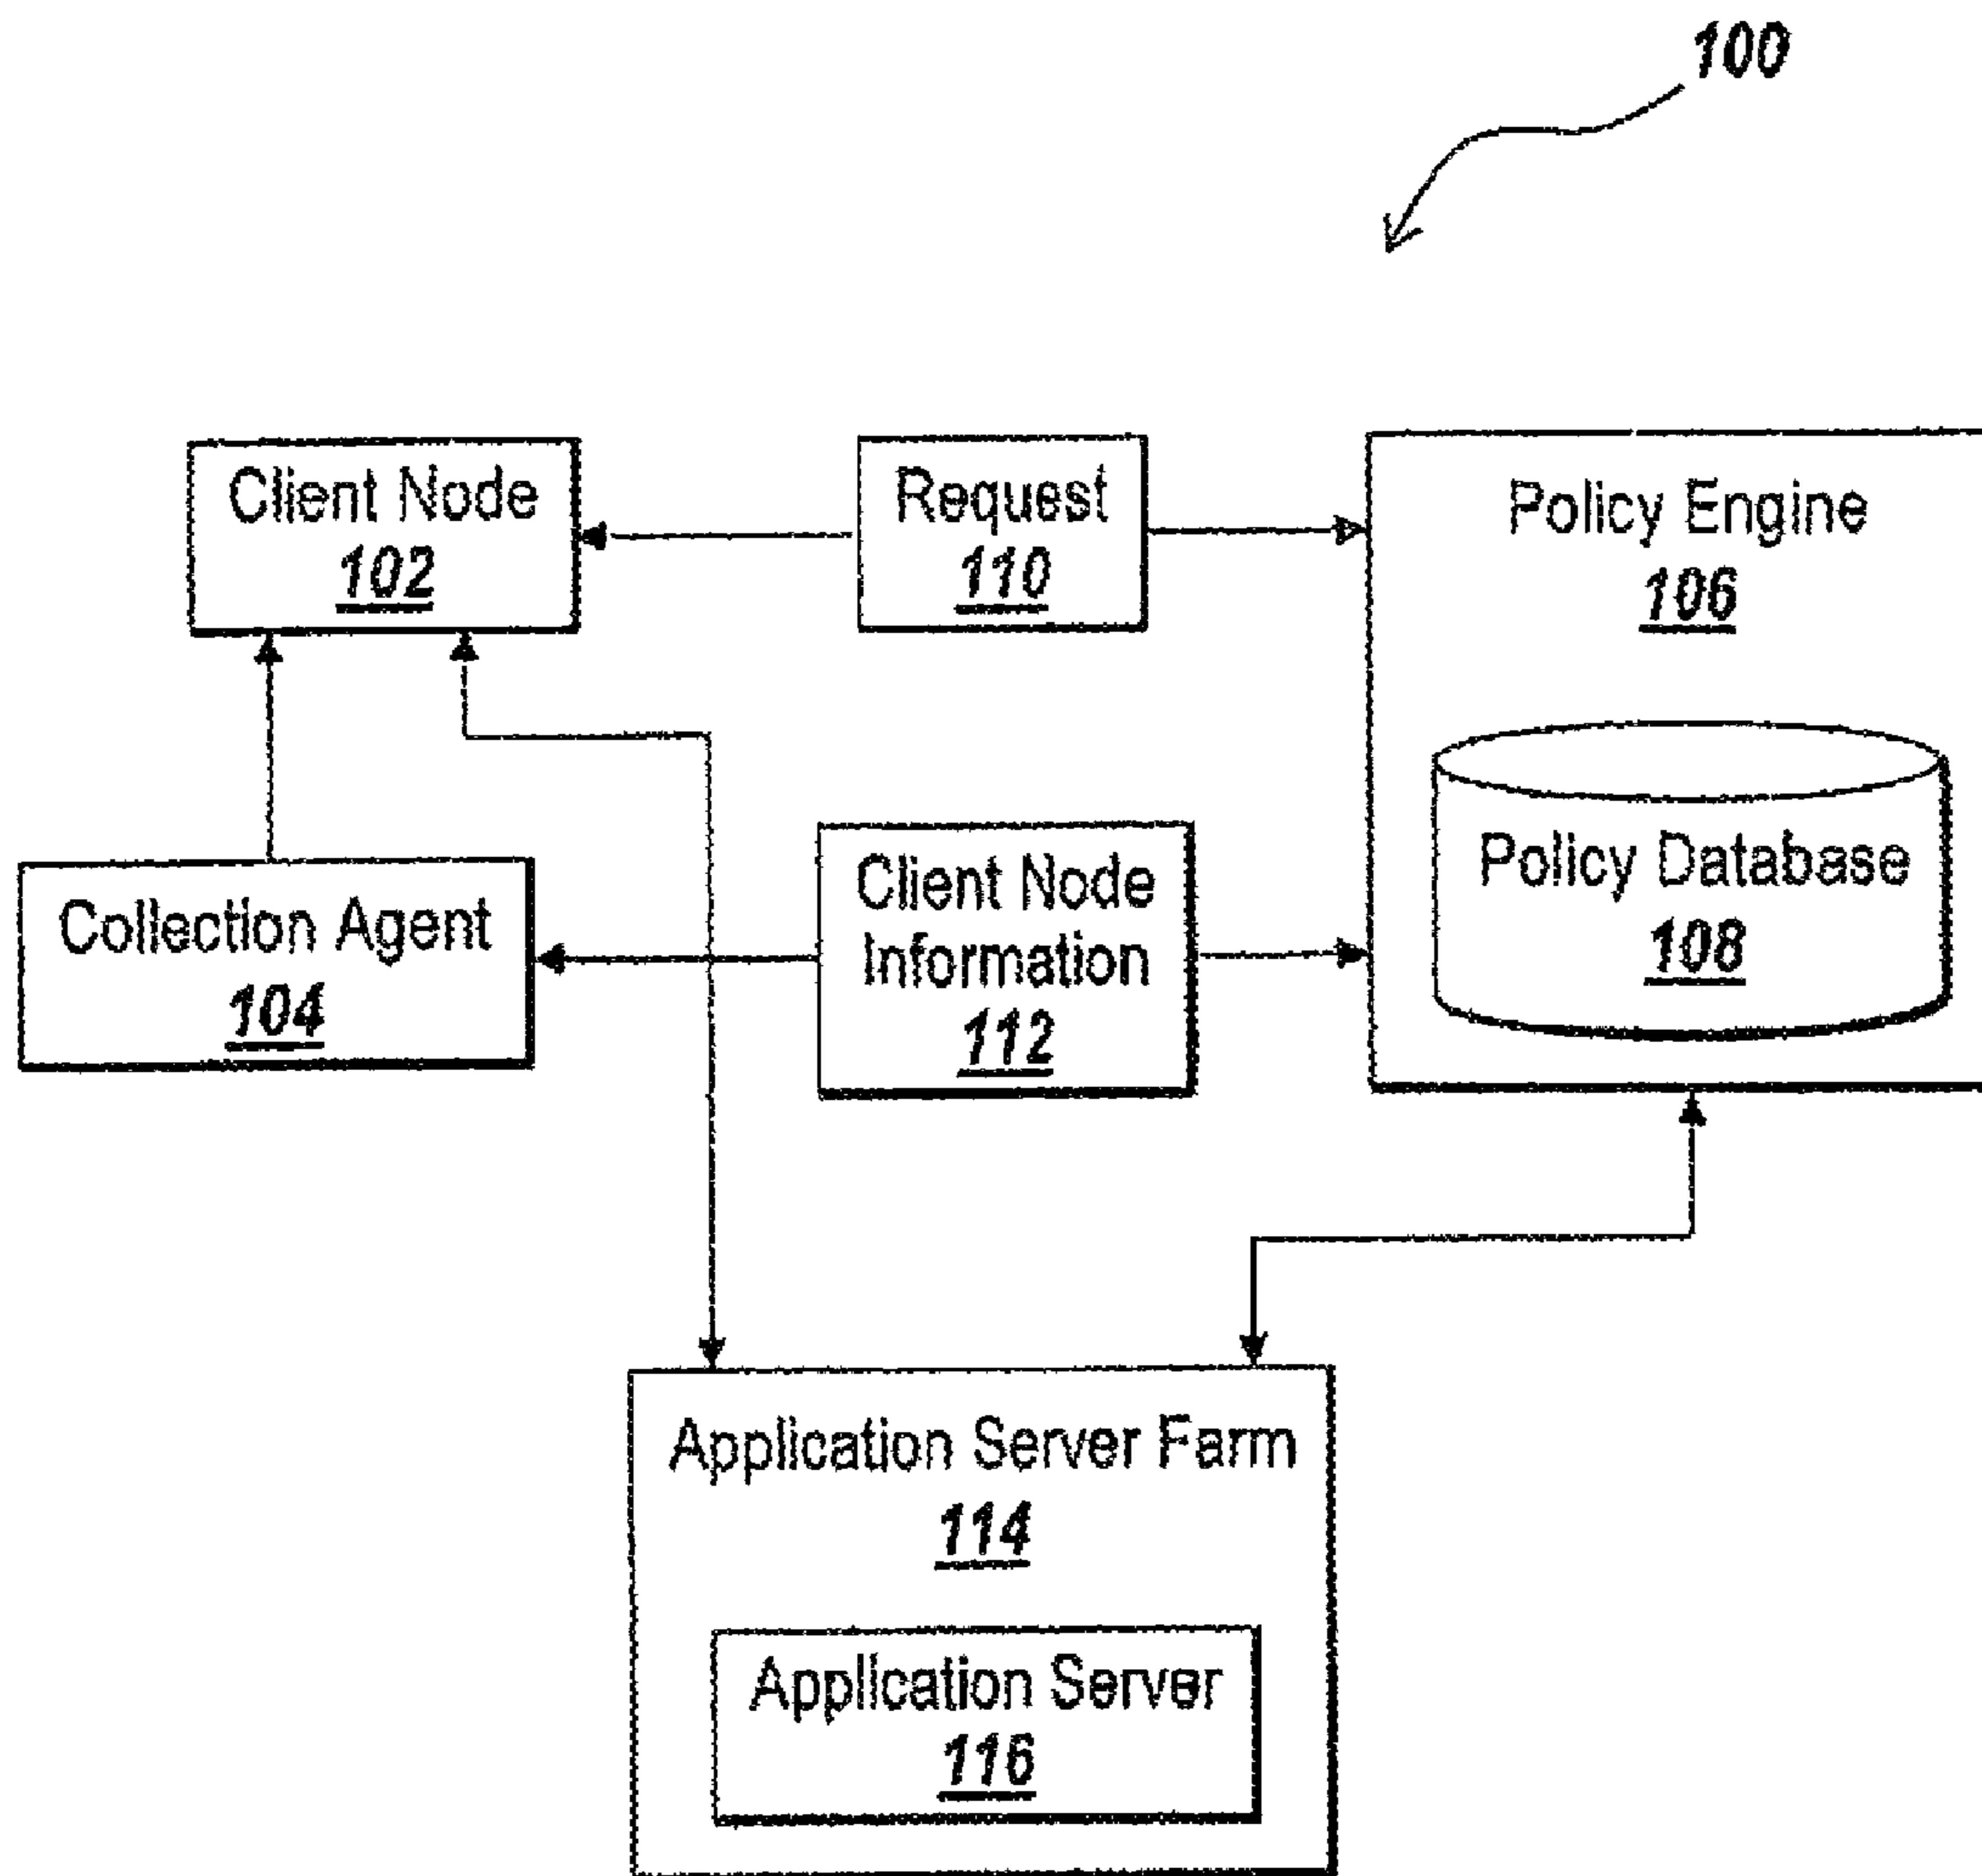 100
Client Node
102
Request
110
Policy Engine
106
Policy Database
108
Collection Agent
104
Client Node
Information
112
Application Server Farm
114
Application Server
116